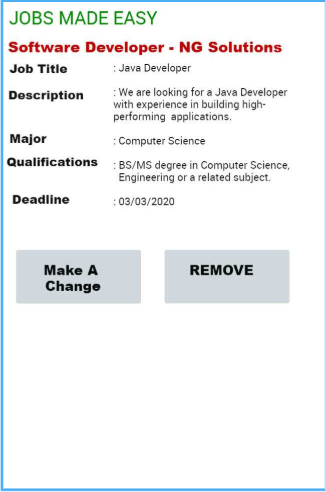 JOBS MADE EASY
Software Developer - NG Solutions
Job Title : Java Developer
Description : We are looking for a Java Developer
with experience in building high-
performing applications.
Major : Computer Science
Qualifications : BS/MS degree in Computer Science,
Engineering or a related subject.
Deadline : 03/03/2020
Make A
Change
REMOVE